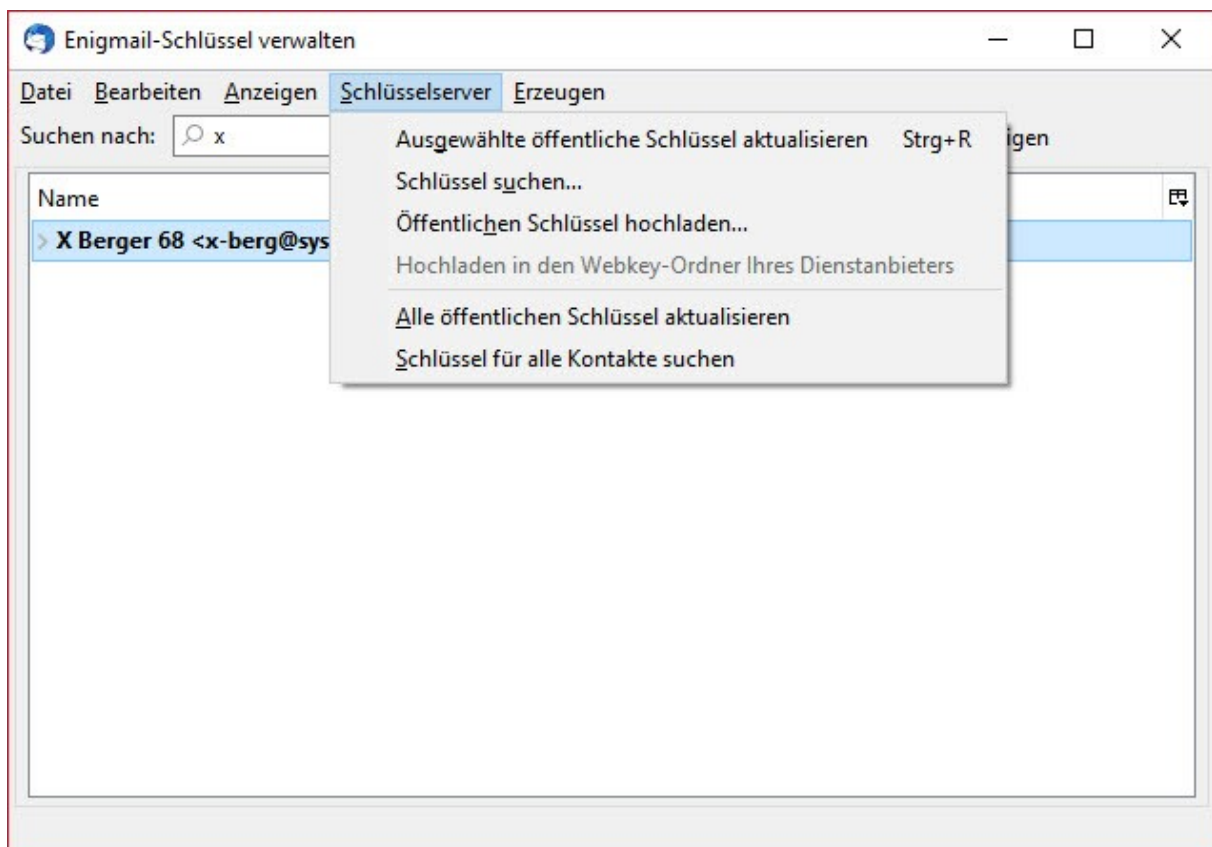 Enigmail-Schlüssel verwalten
Datei Bearbeiten Anzeigen Schlüsselserver Erzeugen
Suchen nach: x
Ausgewählte öffentliche Schlüssel aktualisieren Strg+R
igen
Schlüssel suchen...
Name
Öffentlichen Schlüssel hochladen...
X Berger 68 <x-berg@sys
Hochladen in den Webkey-Ordner Ihres Dienstanbieters
Alle öffentlichen Schlüssel aktualisieren
Schlüssel für alle Kontakte suchen